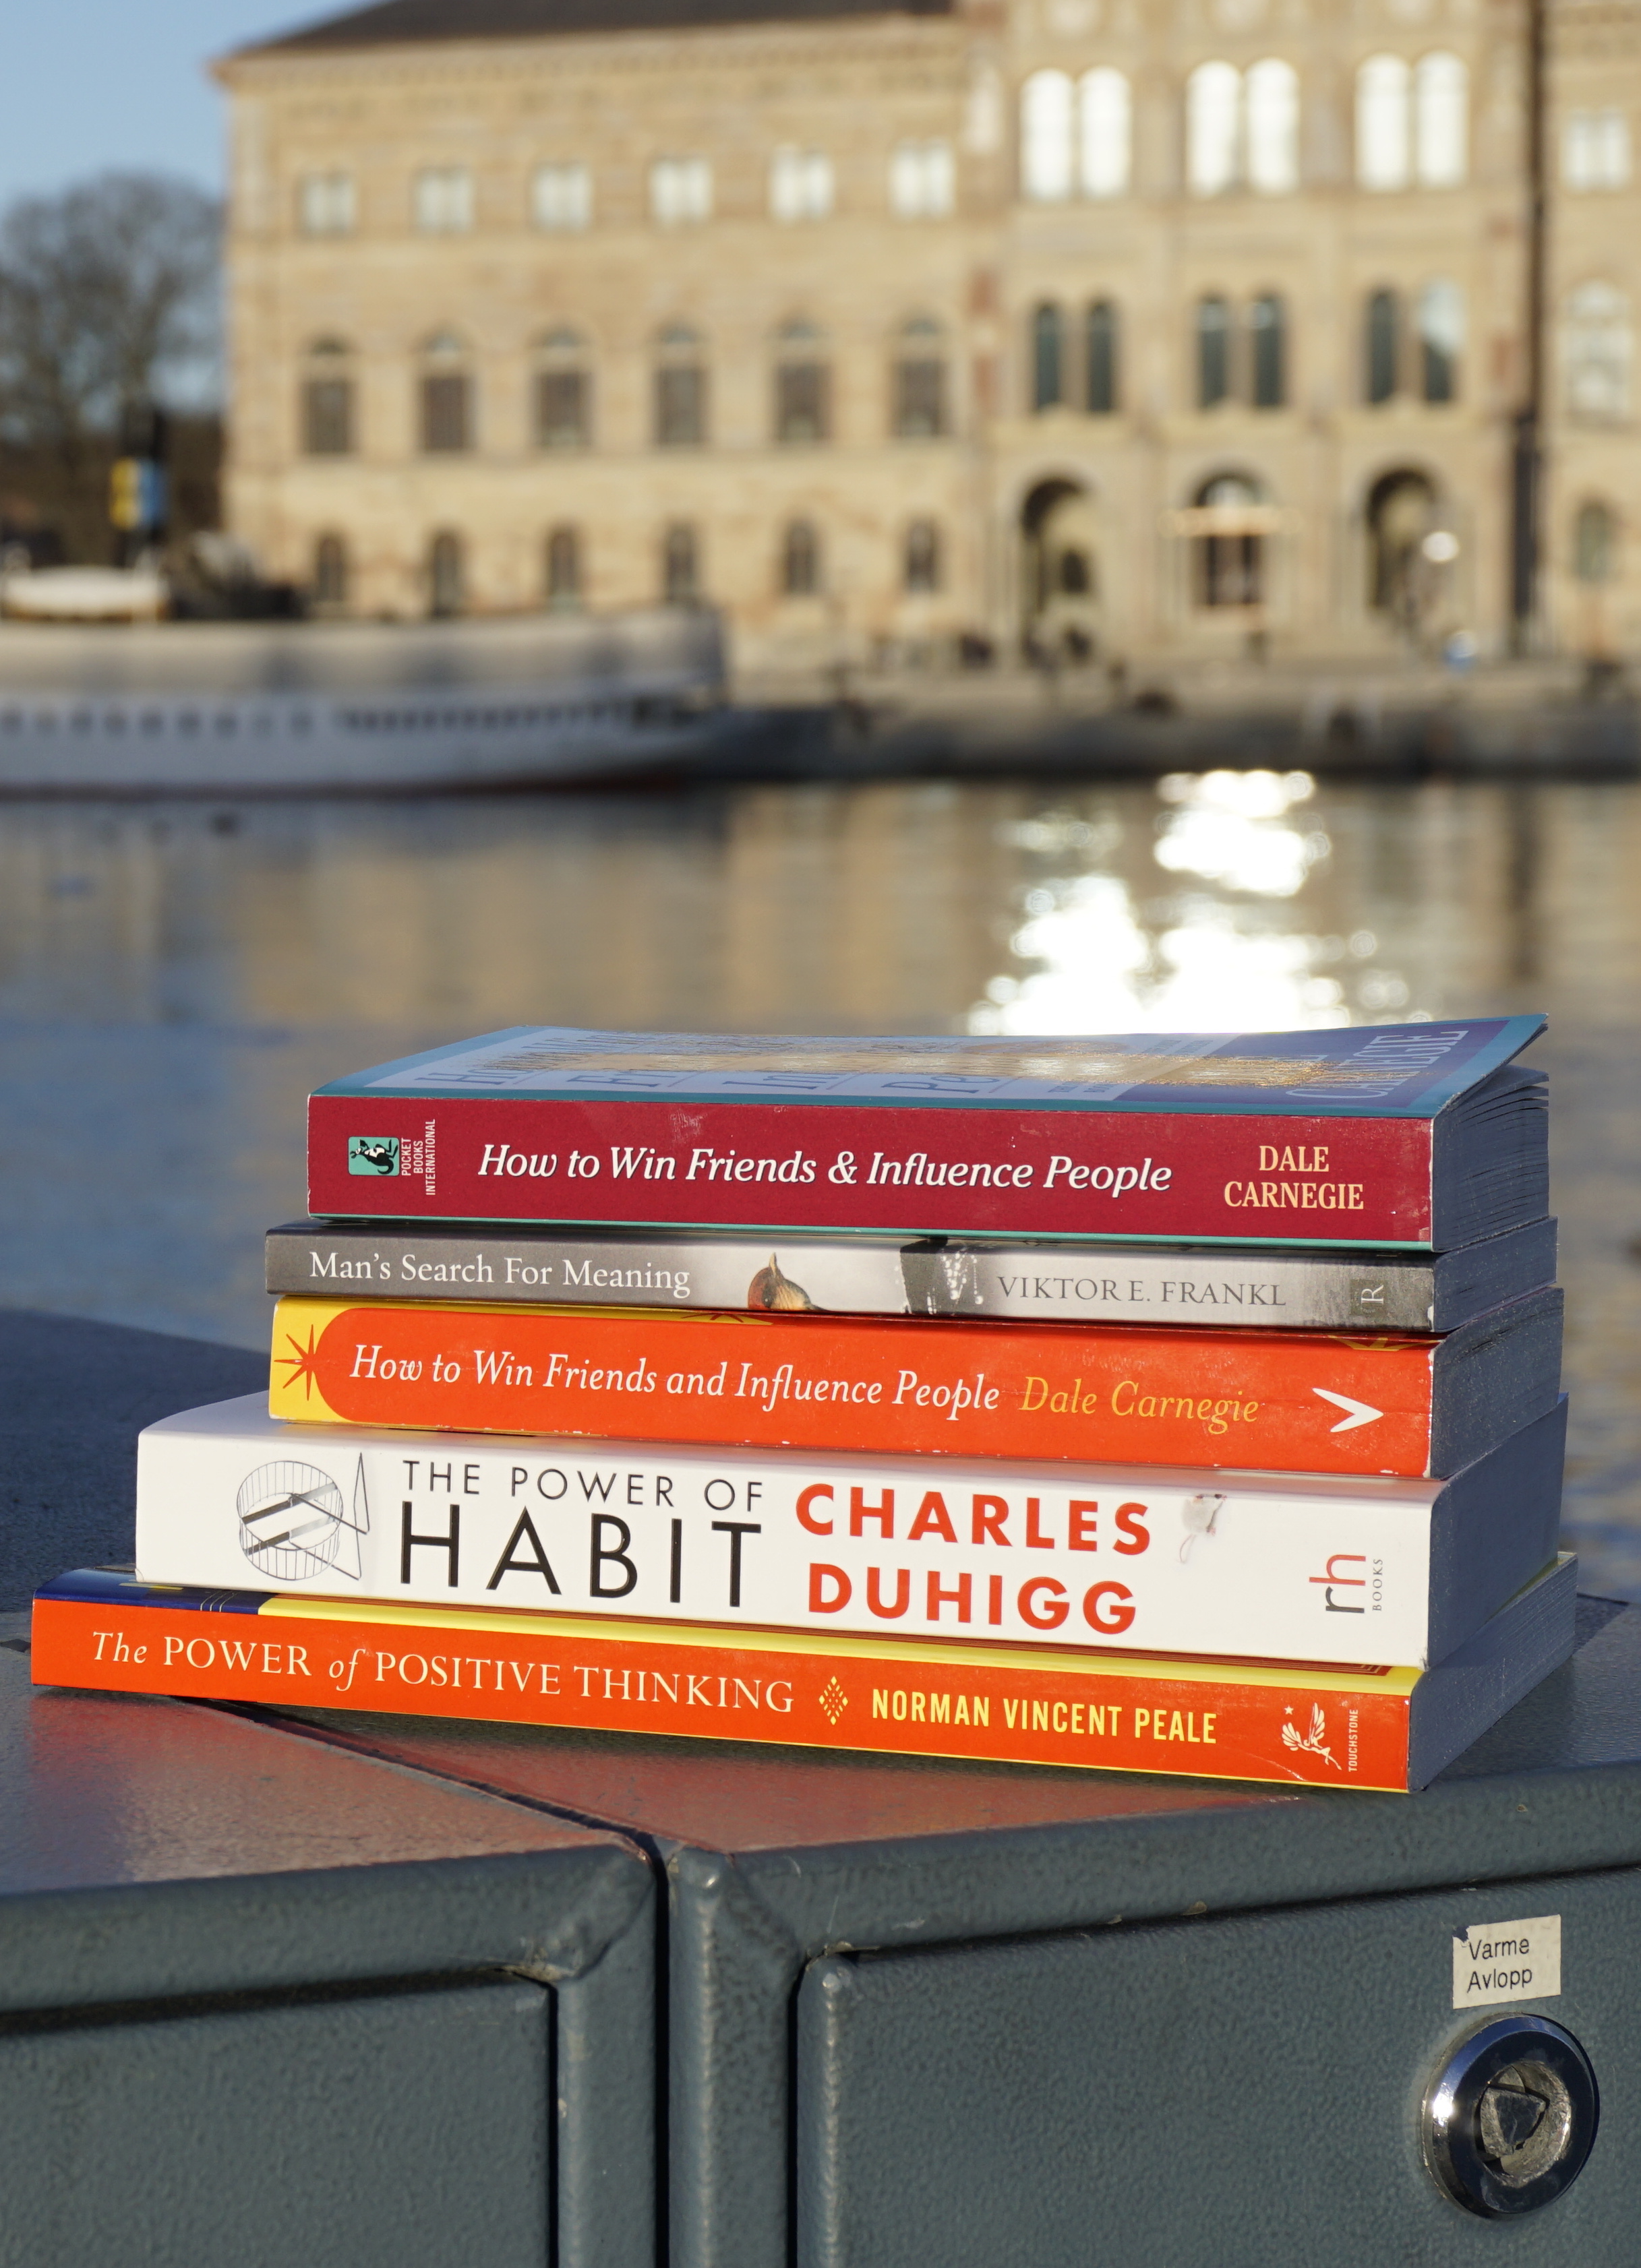 CARNEGIE
POCKET
BOOKS
INTERNATIONAL
How to Win Friends & Influence People
DALE
CARNEGIE
Man's Search For Meaning
VIKTOR E. FRANKL
R
How to Win Friends and Influence People Dale Carnegie
THE POWER OF
HABIT
CHARLES
DUHIGG
rh
BOOKS
The POWER of POSITIVE THINKING
NORMAN VINCENT PEALE
TOUCHSTONE
Varme
Avlopp